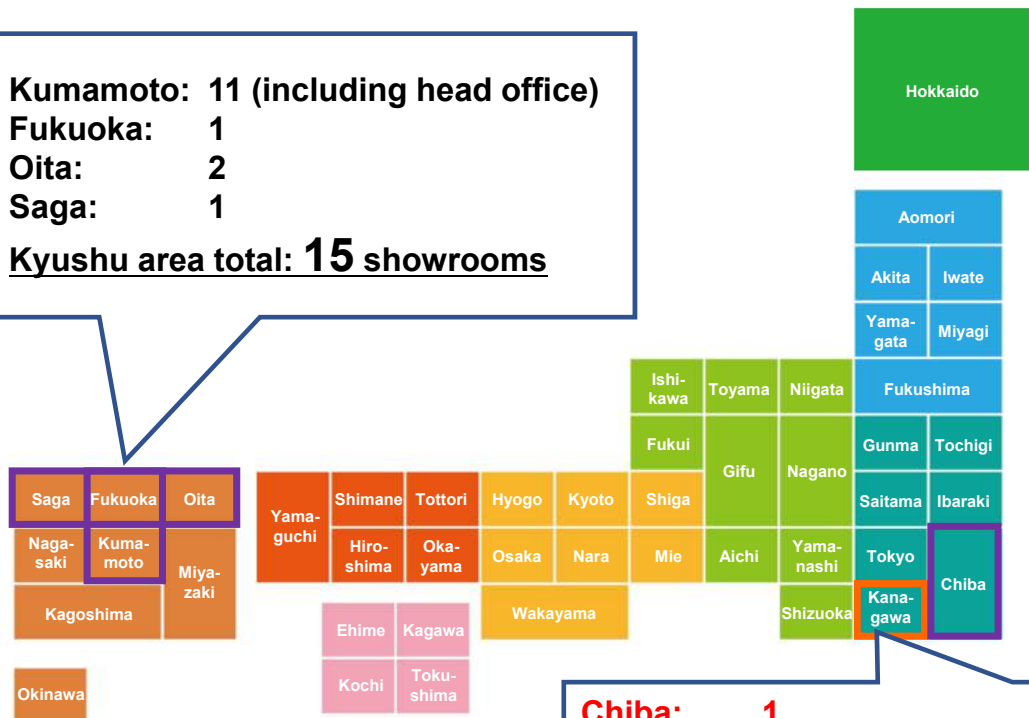 Kumamoto: 11 (including head office)
Fukuoka: 1
Oita: 2
Saga: 1
Kyushu area total: 15 showrooms
Hokkaido
Aomori
Akita
Iwate
Yama-
gata
Miyagi
Fukushima
Ishi-
kawa
Toyama
Niigata
Fukui
Gifu
Nagano
Gunma
Tochigi
Saitama
Ibaraki
Saga
Fukuoka
Oita
Yama-
guchi
Shimane
Tottori
Hyogo
Kyoto
Shiga
Naga-
saki
Kuma-
moto
Miya-
zaki
Hiro-
shima
Oka-
yama
Osaka
Nara
Mie
Aichi
Yama-
nashi
Tokyo
Chiba
Kagoshima
Wakayama
Shizuoka
Kana-
gawa
Ehime
Kagawa
Kochi
Toku-
shima
Okinawa
Chiba: 1